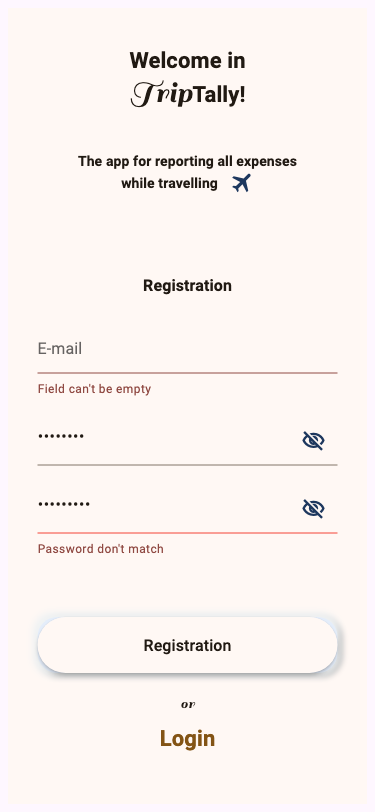 Welcome in
TripTally!
The app for reporting all expenses
while travelling
Registration
E-mail
Field can't be empty
••••••••
•••••••••
Password don't match
Registration
or
Login